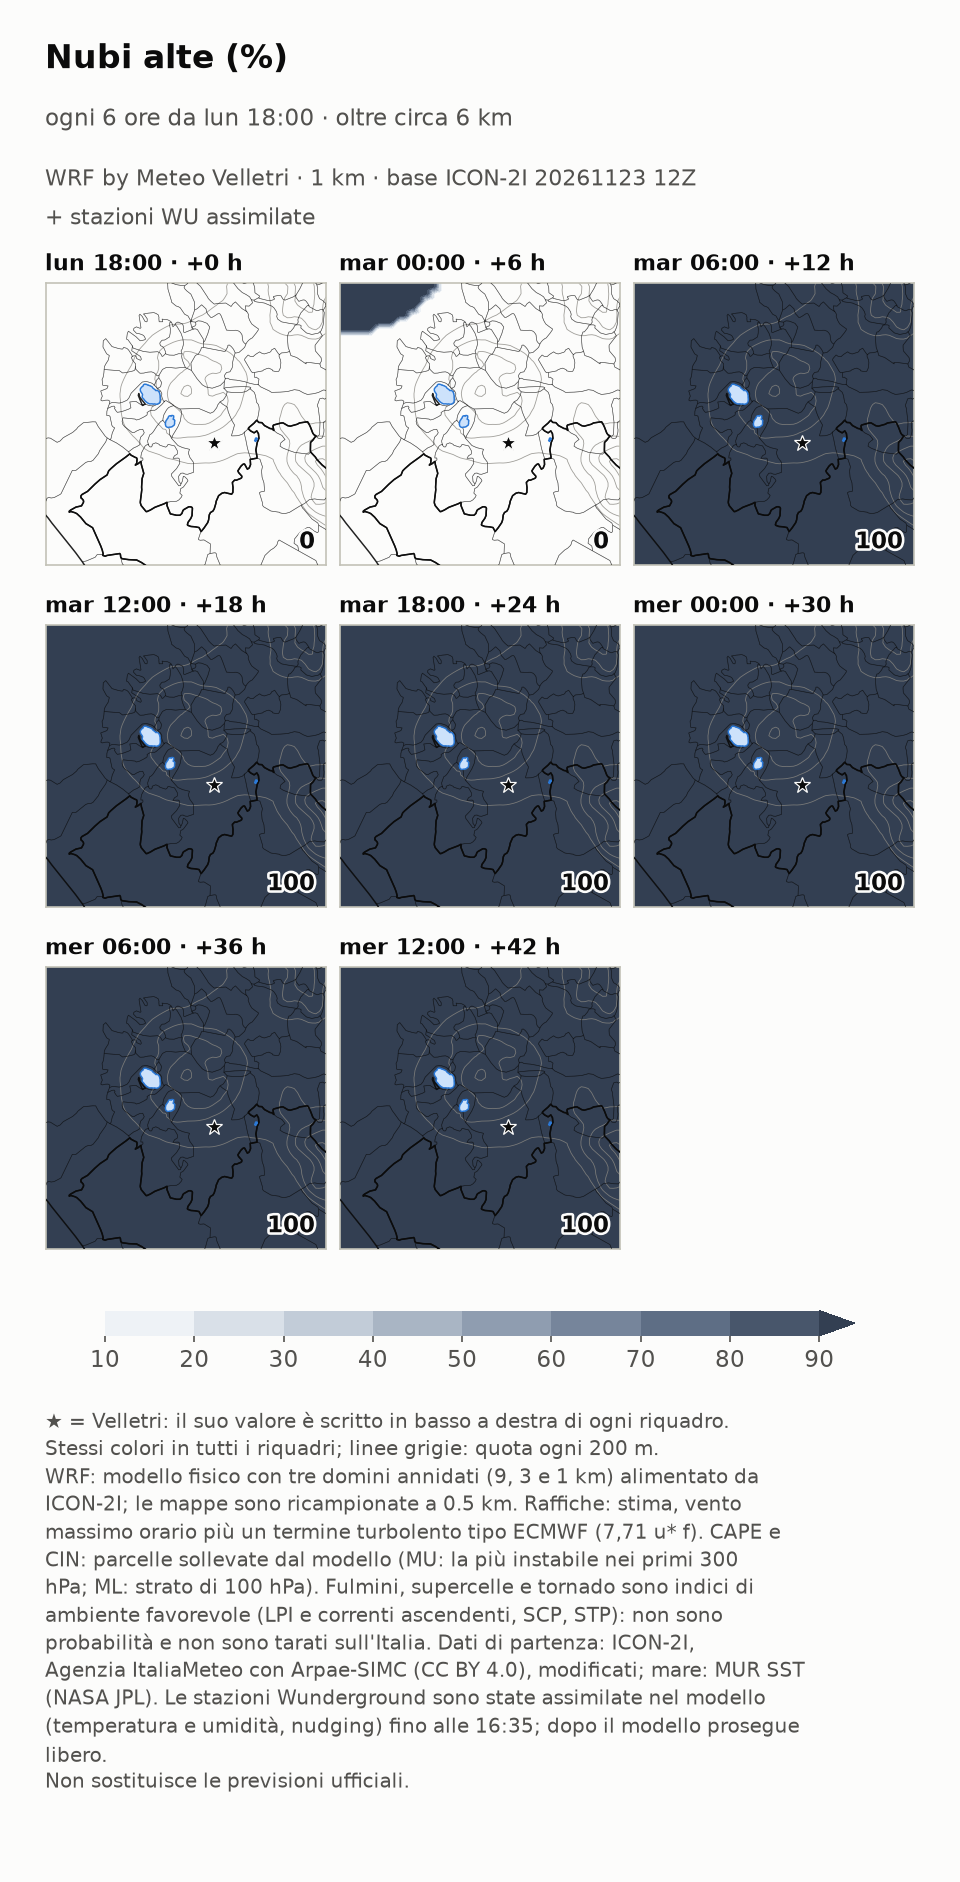 Nubi alte (%)
ogni 6 ore da lun 18:00 · oltre circa 6 km
WRF by Meteo Velletri · 1 km · base ICON-2I 20261123 12Z
+ stazioni WU assimilate
lun 18:00 · +0 h
mar 00:00 · +6 h
mar 06:00 · +12 h
0
0
100
mar 12:00 · +18 h
mar 18:00 · +24 h
mer 00:00 · +30 h
100
100
100
mer 06:00 · +36 h
mer 12:00 · +42 h
100
100
10 20 30 40 50 60 70 80 90
★ = Velletri: il suo valore è scritto in basso a destra di ogni riquadro.
Stessi colori in tutti i riquadri; linee grigie: quota ogni 200 m.
WRF: modello fisico con tre domini annidati (9, 3 e 1 km) alimentato da
ICON-2I; le mappe sono ricampionate a 0.5 km. Raffiche: stima, vento
massimo orario più un termine turbolento tipo ECMWF (7,71 u* f). CAPE e
CIN: parcelle sollevate dal modello (MU: la più instabile nei primi 300
hPa; ML: strato di 100 hPa). Fulmini, supercelle e tornado sono indici di
ambiente favorevole (LPI e correnti ascendenti, SCP, STP): non sono
probabilità e non sono tarati sull'Italia. Dati di partenza: ICON-2I,
Agenzia ItaliaMeteo con Arpae-SIMC (CC BY 4.0), modificati; mare: MUR SST
(NASA JPL). Le stazioni Wunderground sono state assimilate nel modello
(temperatura e umidità, nudging) fino alle 16:35; dopo il modello prosegue
libero.
Non sostituisce le previsioni ufficiali.